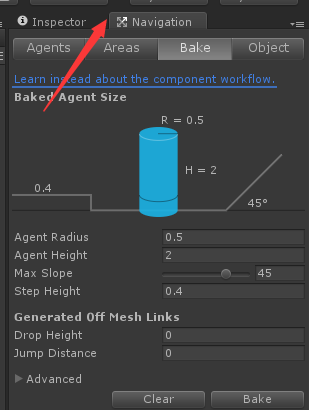 Inspector
Navigation
Agents
Areas
Bake
Object
Learn instead about the component workflow.
Baked Agent Size
R = 0.5
H = 2
0.4
45°
Agent Radius 0.5
Agent Height 2
Max Slope 45
Step Height 0.4
Generated Off Mesh Links
Drop Height 0
Jump Distance 0
Advanced
Clear
Bake